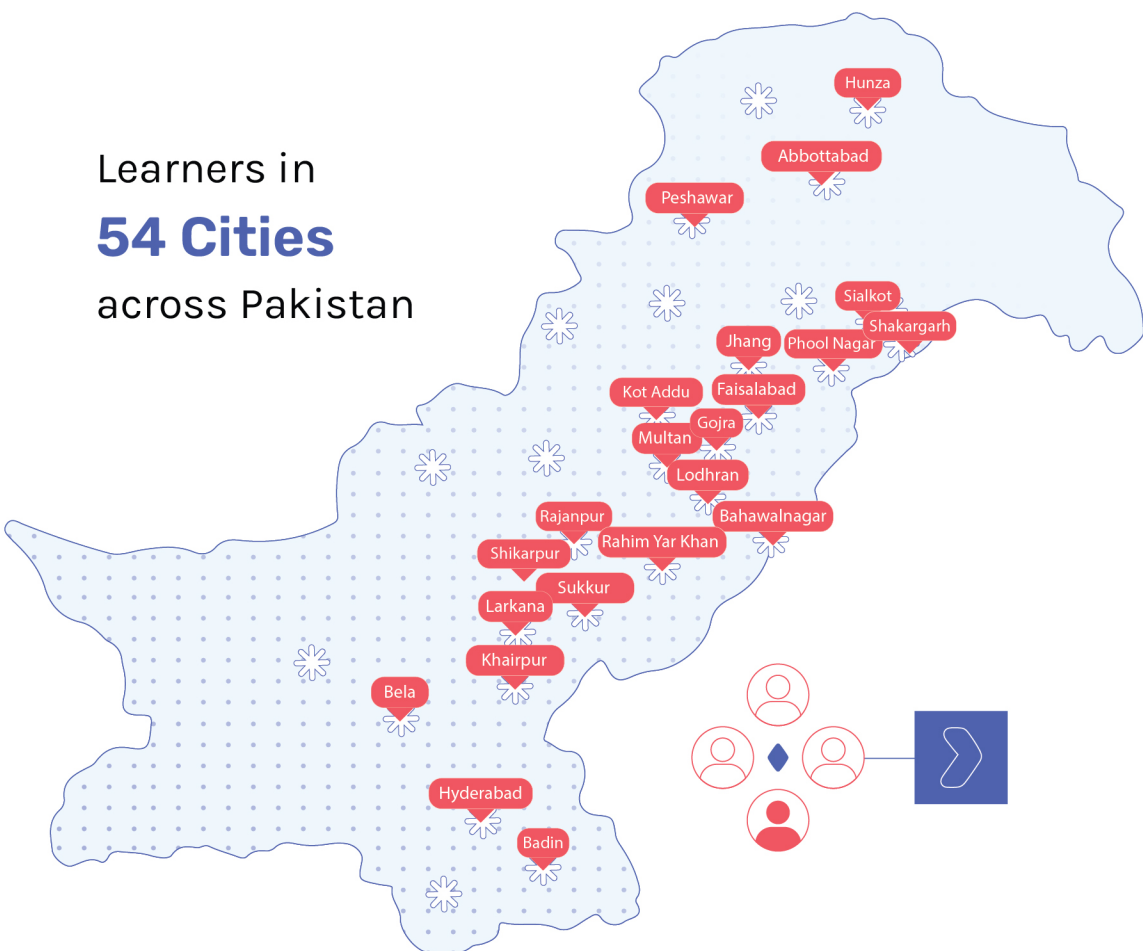 Learners in
54 Cities
across Pakistan
Hunza
Abbottabad
Peshawar
Sialkot
Shakargarh
Jhang
Phool Nagar
Kot Addu
Faisalabad
Gojra
Multan
Lodhran
Rajanpur
Bahawalnagar
Rahim Yar Khan
Shikarpur
Sukkur
Larkana
Khairpur
Bela
Hyderabad
Badin